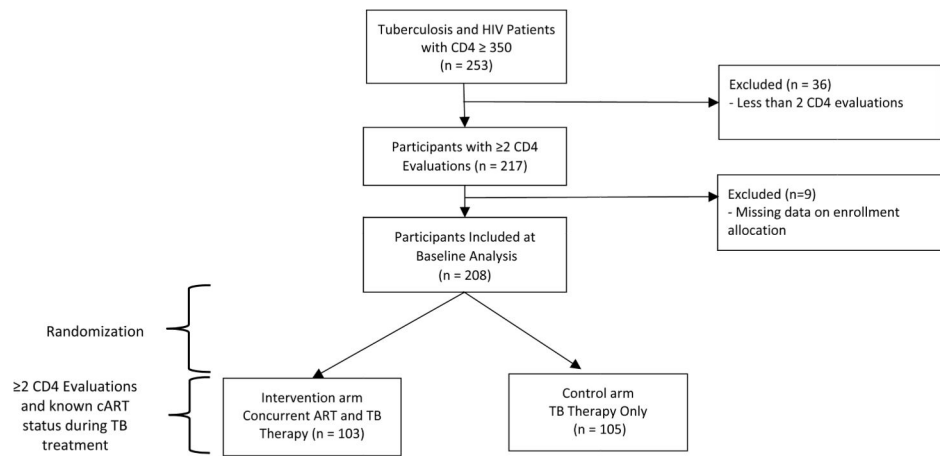 Tuberculosis and HIV Patients
with CD4 ≥ 350
(n = 253)
Excluded (n = 36)
- Less than 2 CD4 evaluations
Participants with ≥2 CD4
Evaluations (n = 217)
Excluded (n=9)
- Missing data on enrollment
allocation
Participants Included at
Baseline Analysis
(n = 208)
Randomization
≥2 CD4 Evaluations
and known cART
status during TB
treatment
Intervention arm
Concurrent ART and TB
Therapy (n = 103)
Control arm
TB Therapy Only
(n = 105)